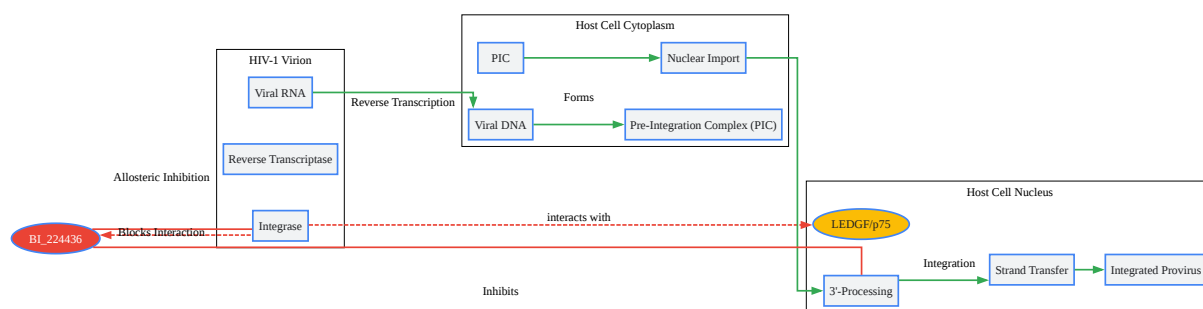 Host Cell Cytoplasm
PIC
Nuclear Import
HIV-1 Virion
Viral RNA
Reverse Transcription
Forms
Viral DNA
Pre-Integration Complex (PIC)
Reverse Transcriptase
Allosteric Inhibition
Host Cell Nucleus
Integrase
interacts with
LEDGF/p75
BI_224436
Blocks Interaction
Integration
Strand Transfer
Integrated Provirus
Inhibits
3'-Processing